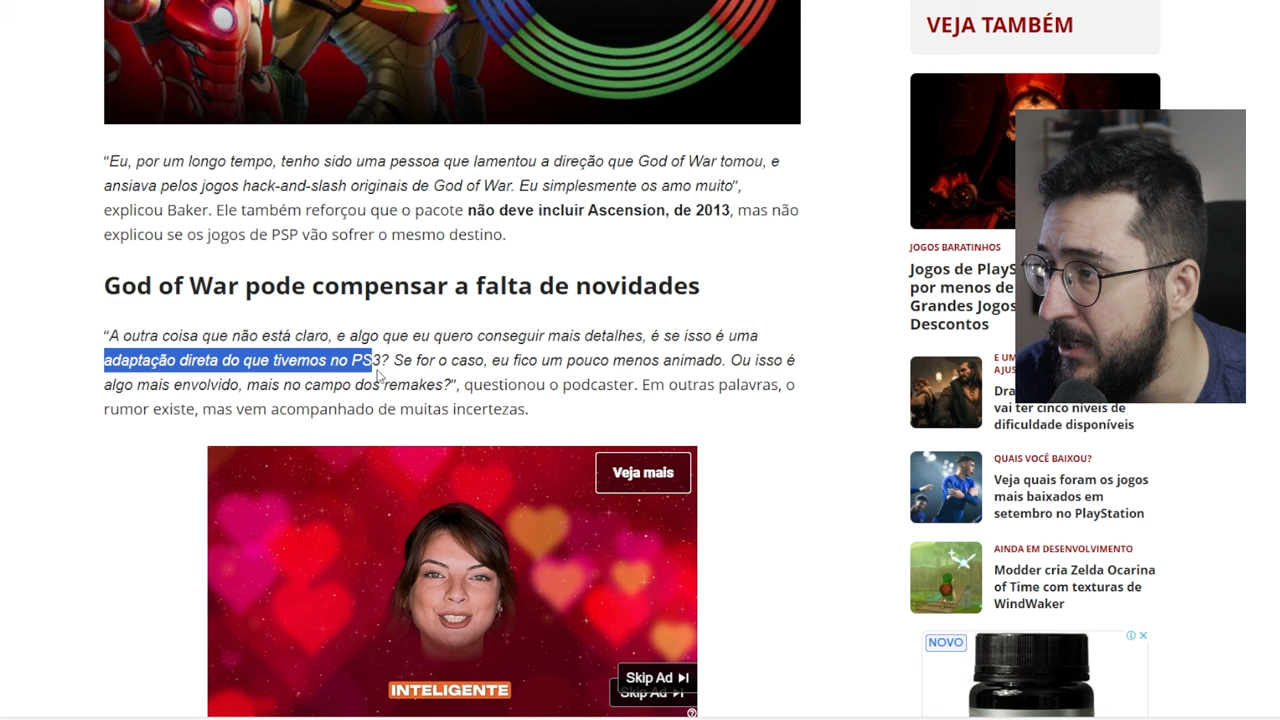 “Eu, por um longo tempo, tenho sido uma pessoa que lamentou a direção que God of War tomou, e
ansiava pelos jogos hack-and-slash originais de God of War. Eu simplesmente os amo muito”,
explicou Baker. Ele também reforçou que o pacote não deve incluir Ascension, de 2013, mas não
explicou se os jogos de PSP vão sofrer o mesmo destino.
God of War pode compensar a falta de novidades
“A outra coisa que não está claro, e algo que eu quero conseguir mais detalhes, é se isso é uma
adaptação direta do que tivemos no PS3? Se for o caso, eu fico um pouco menos animado. Ou isso é
algo mais envolvido, mais no campo dos remakes?”, questionou o podcaster. Em outras palavras, o
rumor existe, mas vem acompanhado de muitas incertezas.
Veja mais
INTELIGENTE
Skip Ad
Skip Ad
VEJA TAMBÉM
JOGOS BARATINHOS
Jogos de PlayS
por menos de
Grandes Jogos
Descontos
E UM
AJUS
Dra
vai ter cinco níveis de
dificuldade disponíveis
QUAIS VOCÊ BAIXOU?
Veja quais foram os jogos
mais baixados em
setembro no PlayStation
AINDA EM DESENVOLVIMENTO
Modder cria Zelda Ocarina
of Time com texturas de
WindWaker
NOVO